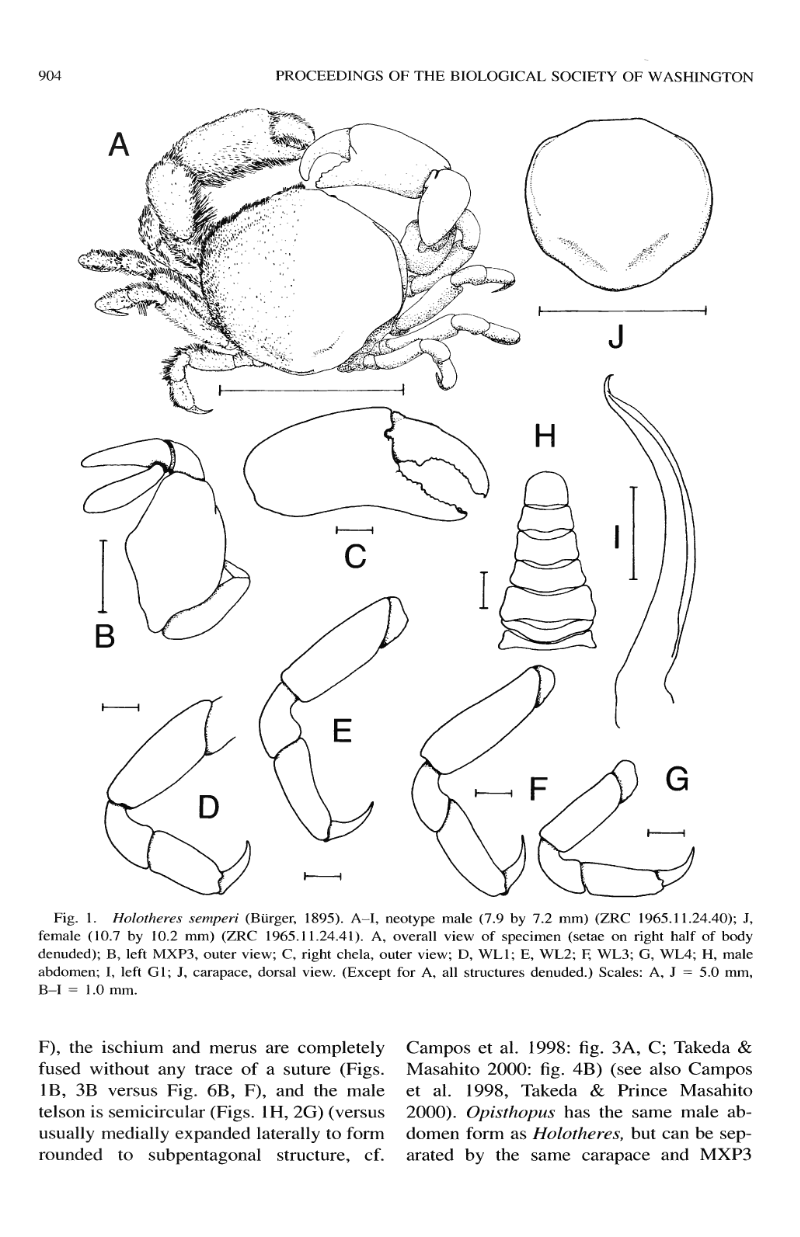 904
PROCEEDINGS OF THE BIOLOGICAL SOCIETY OF WASHINGTON
A
J
H
I
C
B
E
D
F
G
Fig. 1. Holotheres semperi (Bürger, 1895). A–I, neotype male (7.9 by 7.2 mm) (ZRC 1965.11.24.40); J,
female (10.7 by 10.2 mm) (ZRC 1965.11.24.41). A, overall view of specimen (setae on right half of body
denuded); B, left MXP3, outer view; C, right chela, outer view; D, WL1; E, WL2; F, WL3; G, WL4; H, male
abdomen; I, left G1; J, carapace, dorsal view. (Except for A, all structures denuded.) Scales: A, J = 5.0 mm,
B–I = 1.0 mm.
F), the ischium and merus are completely
fused without any trace of a suture (Figs.
1B, 3B versus Fig. 6B, F), and the male
telson is semicircular (Figs. 1H, 2G) (versus
usually medially expanded laterally to form
rounded to subpentagonal structure, cf.
Campos et al. 1998: fig. 3A, C; Takeda &
Masahito 2000: fig. 4B) (see also Campos
et al. 1998, Takeda & Prince Masahito
2000). Opisthopus has the same male ab-
domen form as Holotheres, but can be sep-
arated by the same carapace and MXP3